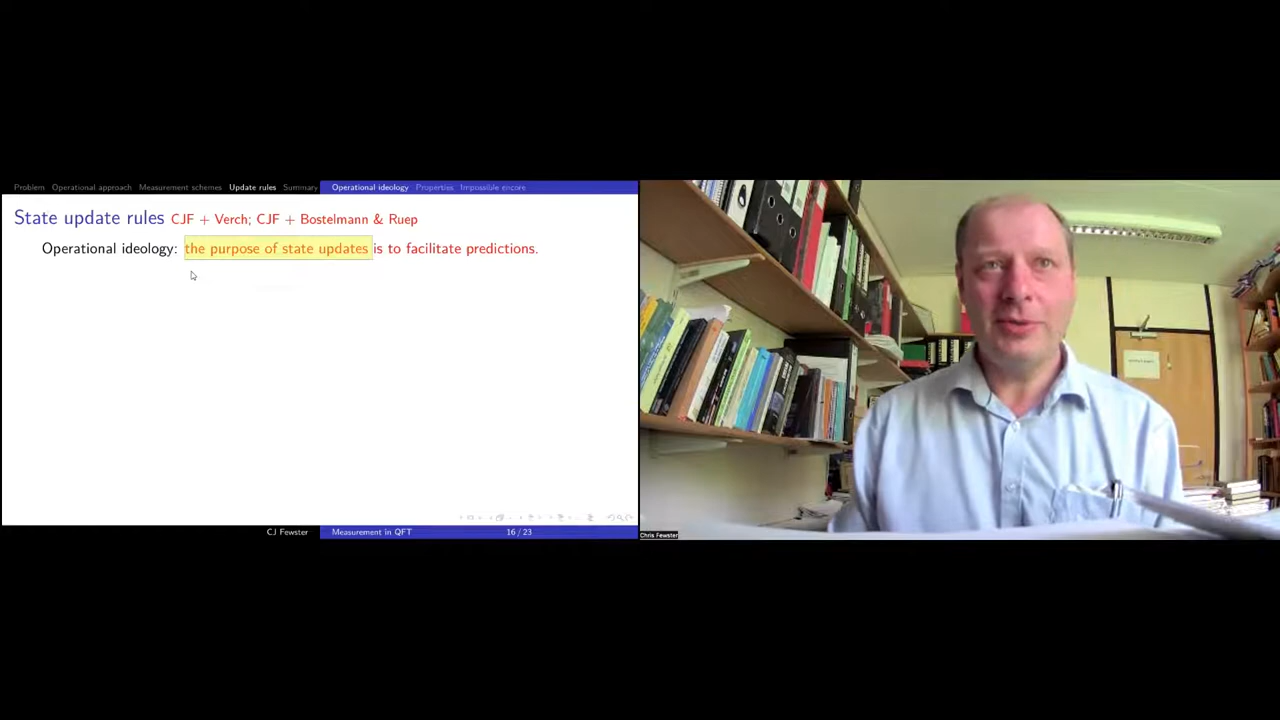 Problem Operational approach Measurement schemes Update rules Summary Operational ideology Properties Impossible encore
State update rules CJF + Verch; CJF + Bostelmann & Ruep
Operational ideology: the purpose of state updates is to facilitate predictions.
CJ Fewster Measurement in QFT 16 / 23
Chris Fewster